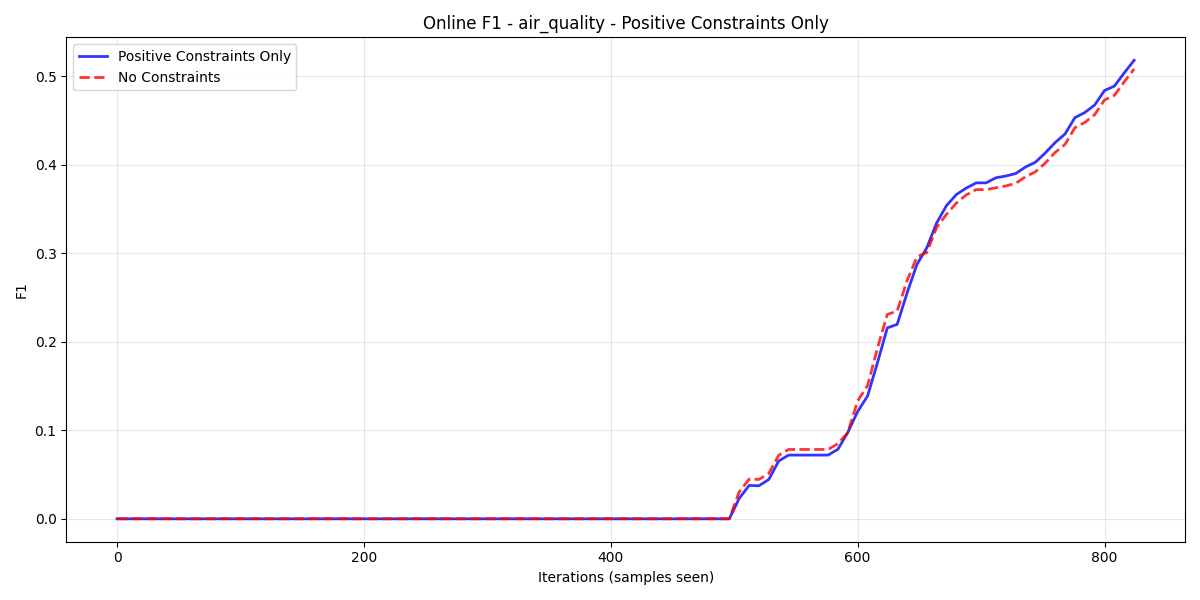 Online F1 - air_quality - Positive Constraints Only
Positive Constraints Only
No Constraints
0.5
0.4
0.3
0.2
0.1
0.0
F1
0 200 400 600 800
Iterations (samples seen)